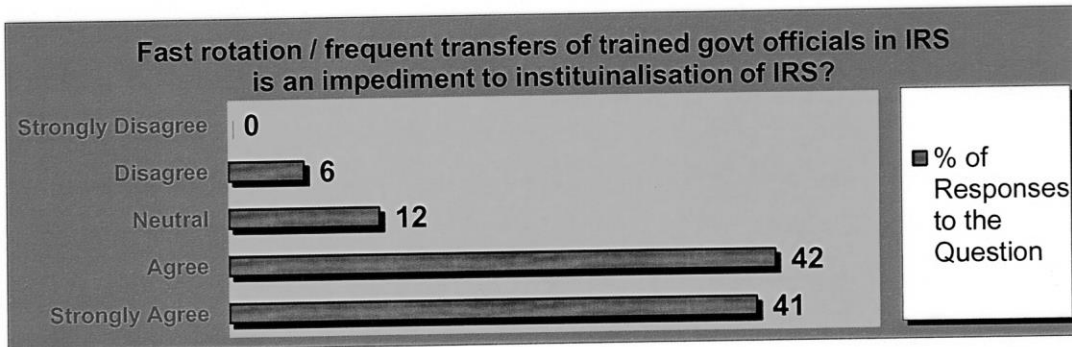 Fast rotation / frequent transfers of trained govt officials in IRS
is an impediment to instituinalisation of IRS?
Strongly Disagree 0
Disagree 6
Neutral 12
Agree 42
Strongly Agree 41
% of
Responses
to the
Question